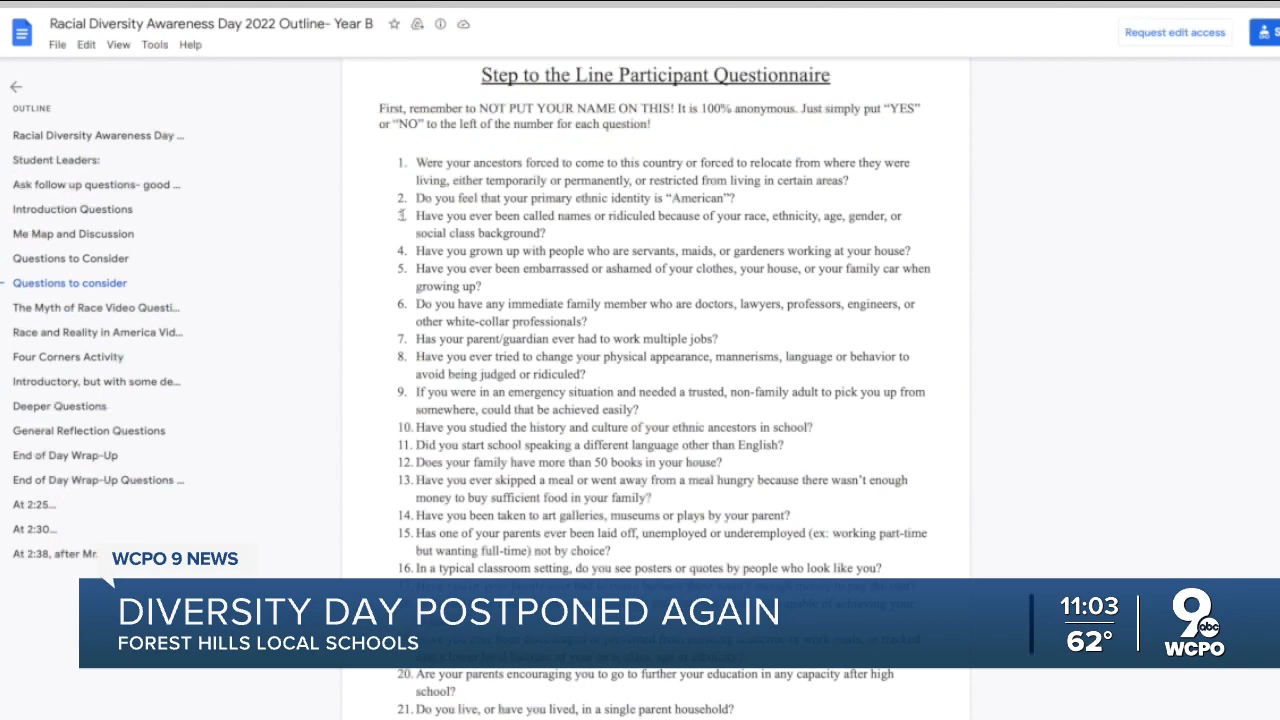 Racial Diversity Awareness Day 2022 Outline- Year B
File Edit View Tools Help
Request edit access
S
OUTLINE
Racial Diversity Awareness Day ...
Student Leaders:
Ask follow up questions- good ...
Introduction Questions
Me Map and Discussion
Questions to Consider
Questions to consider
The Myth of Race Video Questi...
Race and Reality in America Vid...
Four Corners Activity
Introductory, but with some de...
Deeper Questions
General Reflection Questions
End of Day Wrap-Up
End of Day Wrap-Up Questions ...
At 2:25...
At 2:30...
At 2:38, after Mr.
Step to the Line Participant Questionnaire
First, remember to NOT PUT YOUR NAME ON THIS! It is 100% anonymous. Just simply put “YES”
or “NO” to the left of the number for each question!
1. Were your ancestors forced to come to this country or forced to relocate from where they were
living, either temporarily or permanently, or restricted from living in certain areas?
2. Do you feel that your primary ethnic identity is “American”?
3. Have you ever been called names or ridiculed because of your race, ethnicity, age, gender, or
social class background?
4. Have you grown up with people who are servants, maids, or gardeners working at your house?
5. Have you ever been embarrassed or ashamed of your clothes, your house, or your family car when
growing up?
6. Do you have any immediate family member who are doctors, lawyers, professors, engineers, or
other white-collar professionals?
7. Has your parent/guardian ever had to work multiple jobs?
8. Have you ever tried to change your physical appearance, mannerisms, language or behavior to
avoid being judged or ridiculed?
9. If you were in an emergency situation and needed a trusted, non-family adult to pick you up from
somewhere, could that be achieved easily?
10. Have you studied the history and culture of your ethnic ancestors in school?
11. Did you start school speaking a different language other than English?
12. Does your family have more than 50 books in your house?
13. Have you ever skipped a meal or went away from a meal hungry because there wasn’t enough
money to buy sufficient food in your family?
14. Have you been taken to art galleries, museums or plays by your parent?
15. Has one of your parents ever been laid off, unemployed or underemployed (ex: working part-time
but wanting full-time) not by choice?
16. In a typical classroom setting, do you see posters or quotes by people who look like you?
20. Are your parents encouraging you to go to further your education in any capacity after high
school?
21. Do you live, or have you lived, in a single parent household?
WCPO 9 NEWS
DIVERSITY DAY POSTPONED AGAIN
FOREST HILLS LOCAL SCHOOLS
11:03
62°
9 abc
WCPO